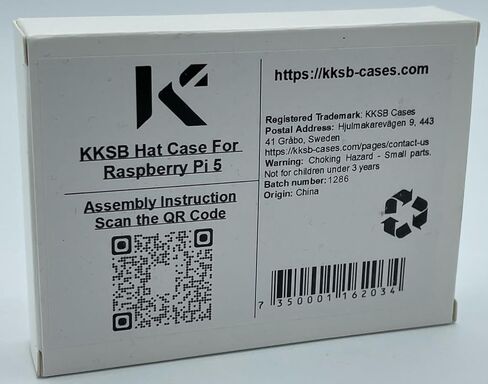 KKSB Hat Case For
Raspberry Pi 5
Assembly Instruction
Scan the QR Code
https://kksb-cases.com
Registered Trademark: KKSB Cases
Postal Address: Hjulmakarevägen 9, 443
41 Gråbo, Sweden
https://kksb-cases.com/pages/contact-us
Warning: Choking Hazard - Small parts.
Not for children under 3 years
Batch number: 1286
Origin: China
7 350001 162034